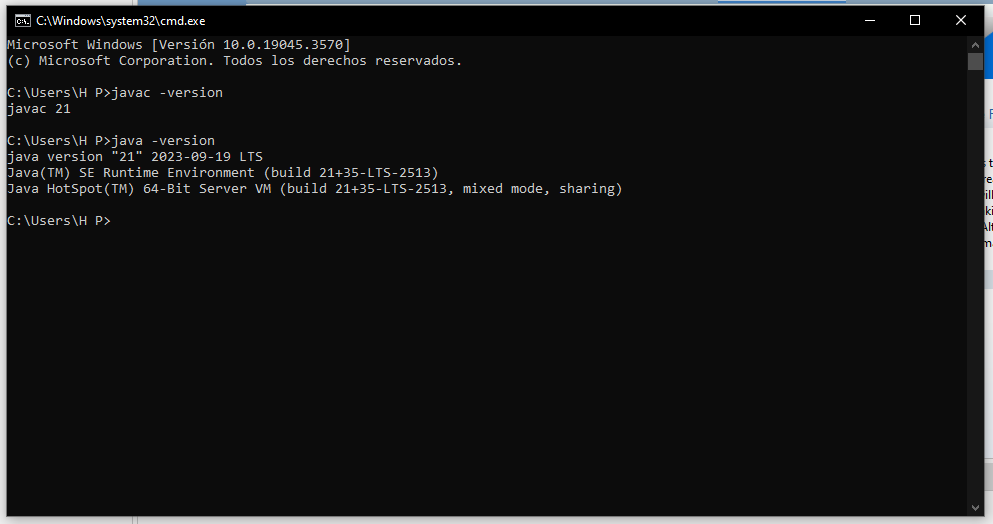 C:\Windows\system32\cmd.exe
Microsoft Windows [Versión 10.0.19045.3570]
(c) Microsoft Corporation. Todos los derechos reservados.
C:\Users\H P>javac -version
javac 21
C:\Users\H P>java -version
java version "21" 2023-09-19 LTS
Java(TM) SE Runtime Environment (build 21+35-LTS-2513)
Java HotSpot(TM) 64-Bit Server VM (build 21+35-LTS-2513, mixed mode, sharing)
C:\Users\H P>